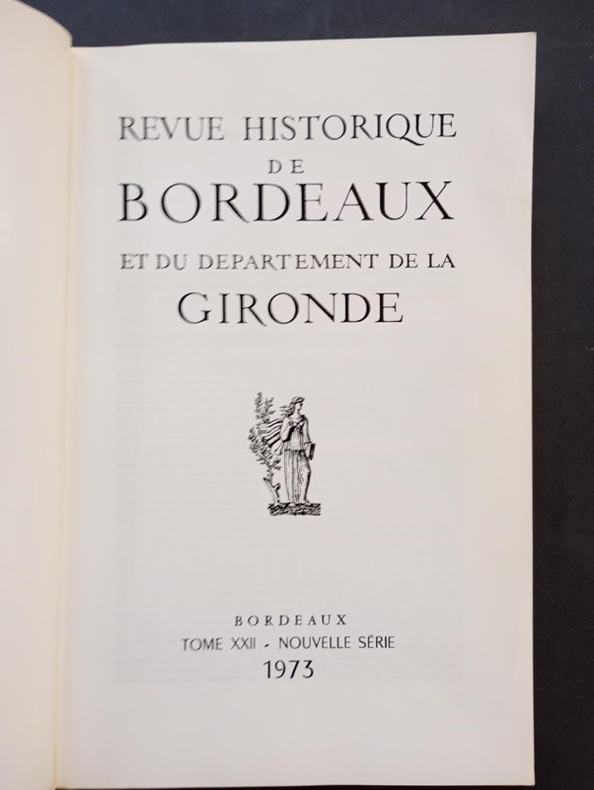 REVUE HISTORIQUE
DE
BORDEAUX
ET DU DEPARTEMENT DE LA
GIRONDE
BORDEAUX
TOME XXII - NOUVELLE SÉRIE
1973